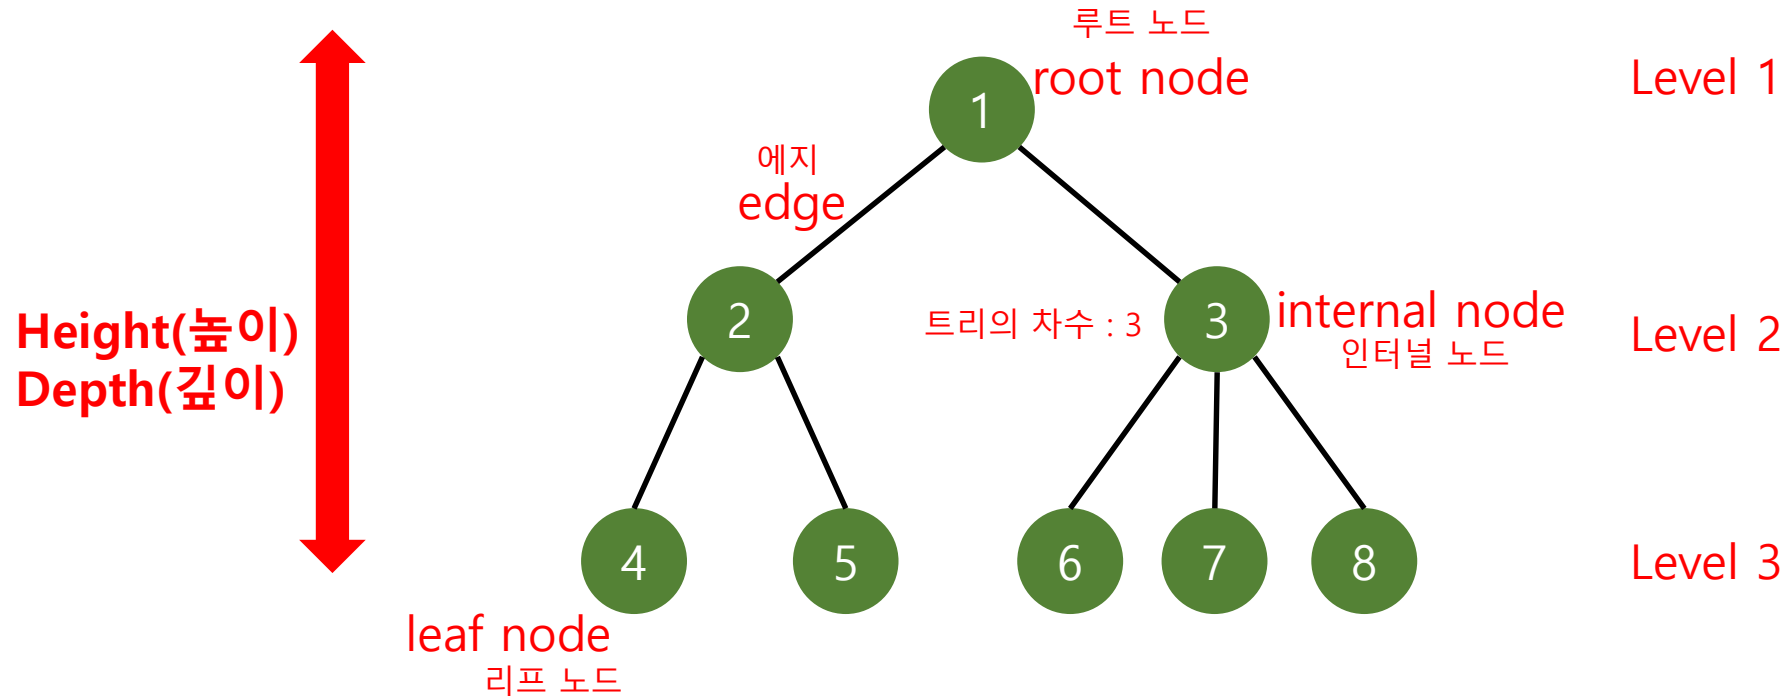 루트 노드
root node
Level 1
1
에지
edge
Height(높이)
Depth(깊이)
2
트리의 차수 : 3
3
internal node
인터널 노드
Level 2
4
5
6
7
8
Level 3
leaf node
리프 노드